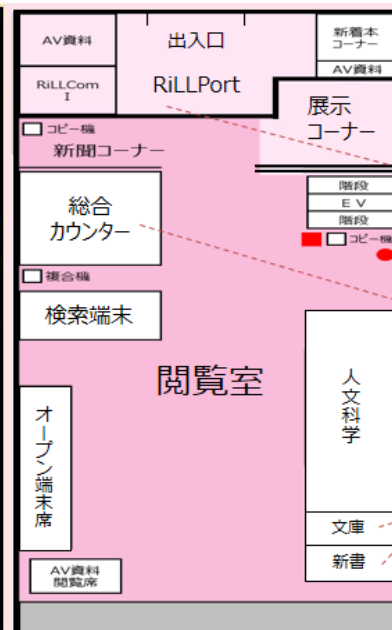 AV資料
出入口
新着本
コーナー
AV資料
RiLLCom
I
RiLLPort
展示
コーナー
コピー機
新聞コーナー
階段
EV
階段
コピー機
総合
カウンター
複合機
検索端末
閲覧室
人文科学
オープン端末席
文庫
新書
AV資料
閲覧席